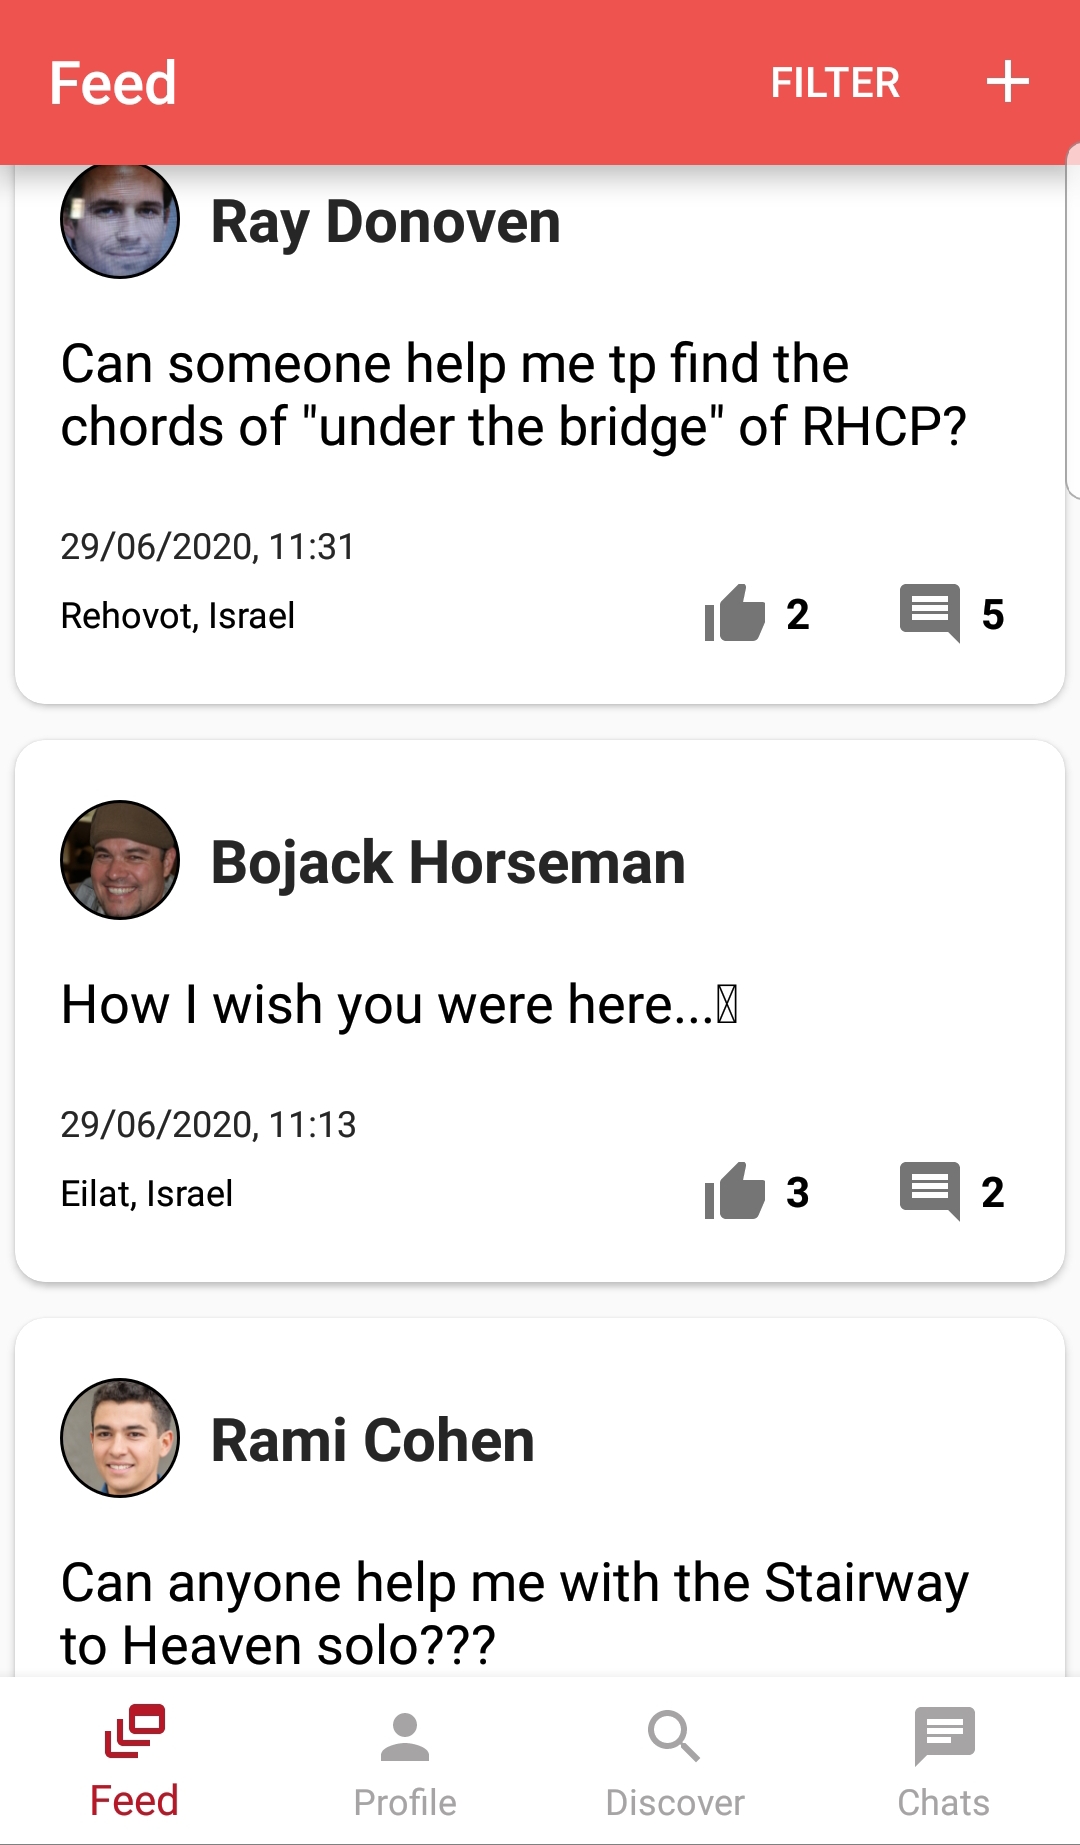 Feed
FILTER
Ray Donoven
Can someone help me tp find the
chords of "under the bridge" of RHCP?
29/06/2020, 11:31
Rehovot, Israel
2
5
Bojack Horseman
How I wish you were here...
29/06/2020, 11:13
Eilat, Israel
3
2
Rami Cohen
Can anyone help me with the Stairway
to Heaven solo???
Feed
Profile
Discover
Chats